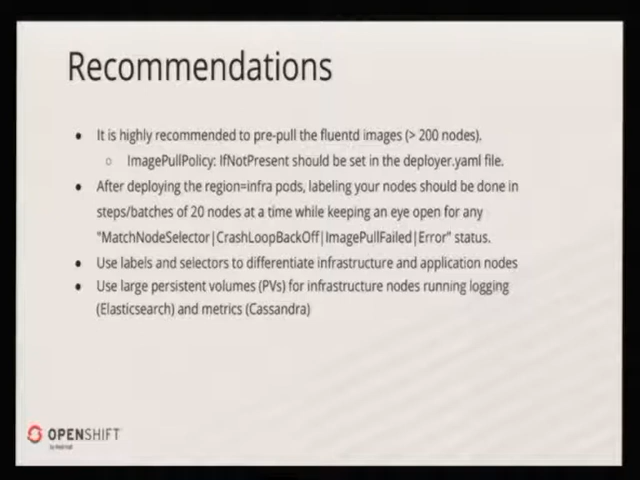 Recommendations
● It is highly recommended to pre-pull the fluentd images (> 200 nodes).
○ ImagePullPolicy: IfNotPresent should be set in the deployer.yaml file.
● After deploying the region=infra pods, labeling your nodes should be done in
steps/batches of 20 nodes at a time while keeping an eye open for any
"MatchNodeSelector|CrashLoopBackOff|ImagePullFailed|Error" status.
● Use labels and selectors to differentiate infrastructure and application nodes
● Use large persistent volumes (PVs) for infrastructure nodes running logging
(Elasticsearch) and metrics (Cassandra)
OPENSHIFT
by Red Hat